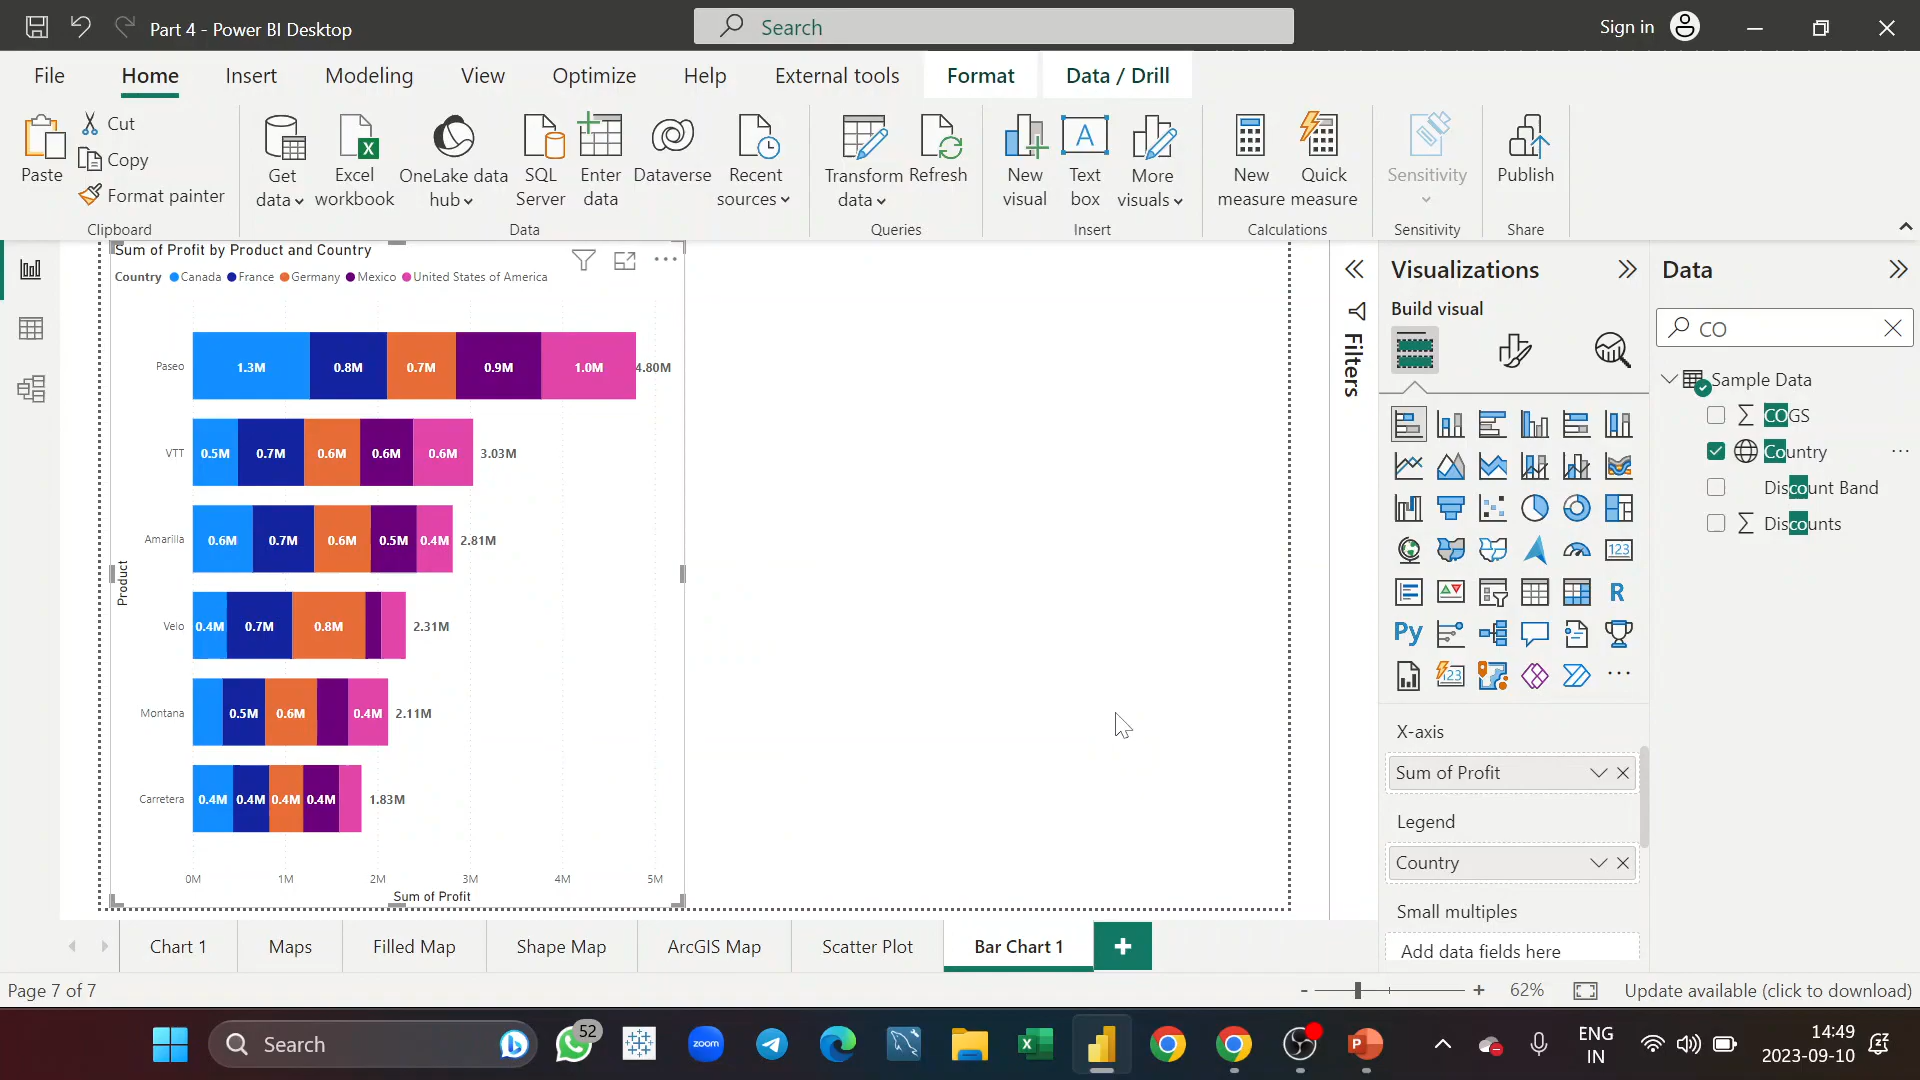 Part 4 - Power BI Desktop
Search
Sign in
File
Home
Insert
Modeling
View
Optimize
Help
External tools
Format
Data / Drill
Paste
Cut
Copy
Format painter
Clipboard
Get data
Excel workbook
OneLake data hub
SQL Server
Enter data
Dataverse
Recent sources
Data
Transform data
Refresh
Queries
New visual
A
Text box
More visuals
Insert
New measure
Quick measure
Calculations
Sensitivity
Sensitivity
Publish
Share
Sum of Profit by Product and Country
Country Canada France Germany Mexico United States of America
Paseo 1.3M 0.8M 0.7M 0.9M 1.0M 4.80M
VTT 0.5M 0.7M 0.6M 0.6M 0.6M 3.03M
Amarilla 0.6M 0.7M 0.6M 0.5M 0.4M 2.81M
Velo 0.4M 0.7M 0.8M 2.31M
Montana 0.5M 0.6M 0.4M 2.11M
Carretera 0.4M 0.4M 0.4M 0.4M 1.83M
Product
0M 1M 2M 3M 4M 5M
Sum of Profit
Filters
Visualizations
Build visual
123
R
Py
123
X-axis
Sum of Profit
Legend
Country
Small multiples
Add data fields here
Data
CO
Sample Data
COGS
Country
Discount Band
Discounts
Chart 1
Maps
Filled Map
Shape Map
ArcGIS Map
Scatter Plot
Bar Chart 1
Page 7 of 7
62%
Update available (click to download)
Search
52
zoom
ENG
IN
14:49
2023-09-10